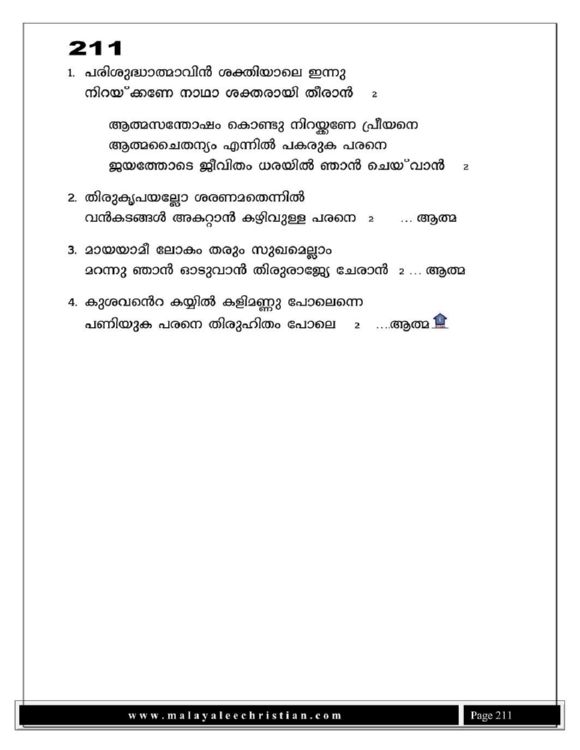 211
1. പരിശുദ്ധാത്മാവിൻ ശക്തിയാലെ ഇന്നു
നിറയ്ക്കണേ നാഥാ ശക്തരായി തീരാൻ 2
ആത്മസന്തോഷം കൊണ്ടു നിറയ്ക്കണേ പ്രീയനെ
ആത്മചൈതന്യം എന്നിൽ പകരുക പരനെ
ജയത്തോടെ ജീവിതം ധരയിൽ ഞാൻ ചെയ്‌വാൻ 2
2. തിരുകൃപയല്ലോ ശരണമതെന്നിൽ
വൻകടങ്ങൾ അകറ്റാൻ കഴിവുള്ള പരനെ 2 ... ആത്മ
3. മായയാമീ ലോകം തരും സുഖമെല്ലാം
മറന്നു ഞാൻ ഓടുവാൻ തിരുരാജ്യേ ചേരാൻ 2 ... ആത്മ
4. കുശവൻെറ കയ്യിൽ കളിമണ്ണു പോലെന്നെ
പണിയുക പരനെ തിരുഹിതം പോലെ 2 ...ആത്മ
www.malayaleechristian.com
Page 211